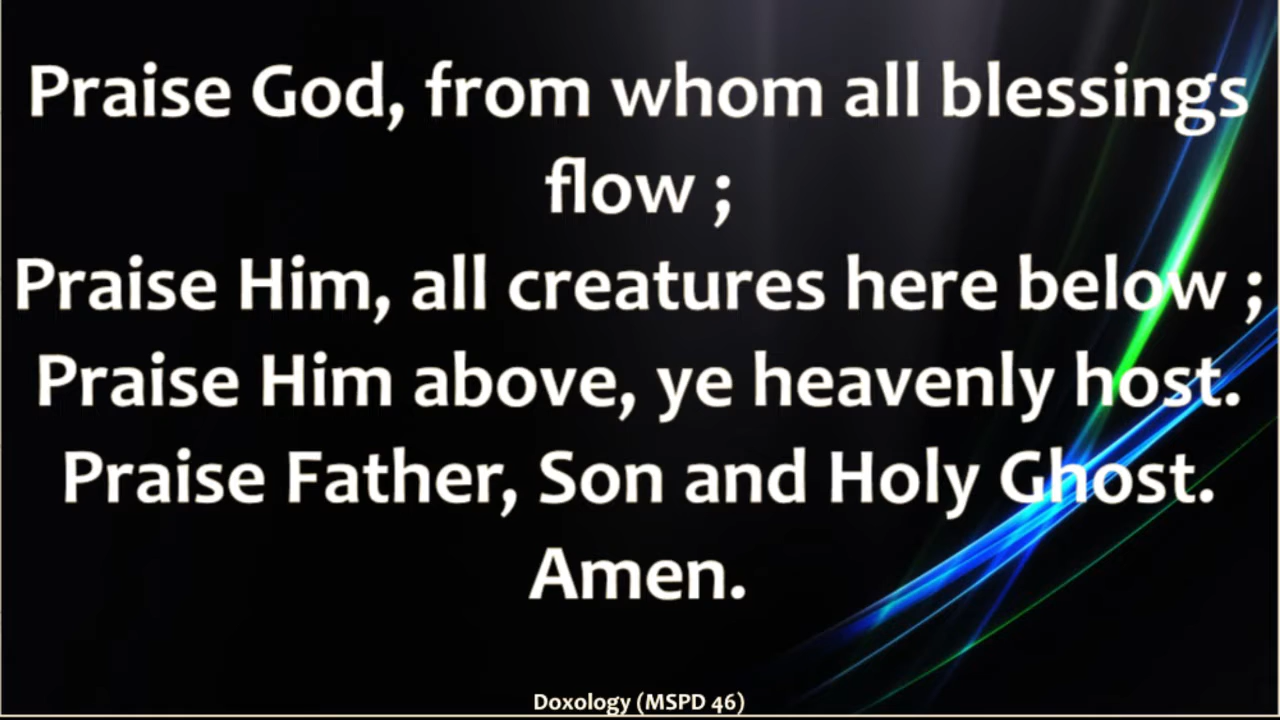 Praise God, from whom all blessings
flow ;
Praise Him, all creatures here below ;
Praise Him above, ye heavenly host.
Praise Father, Son and Holy Ghost.
Amen.
Doxology (MSPD 46)